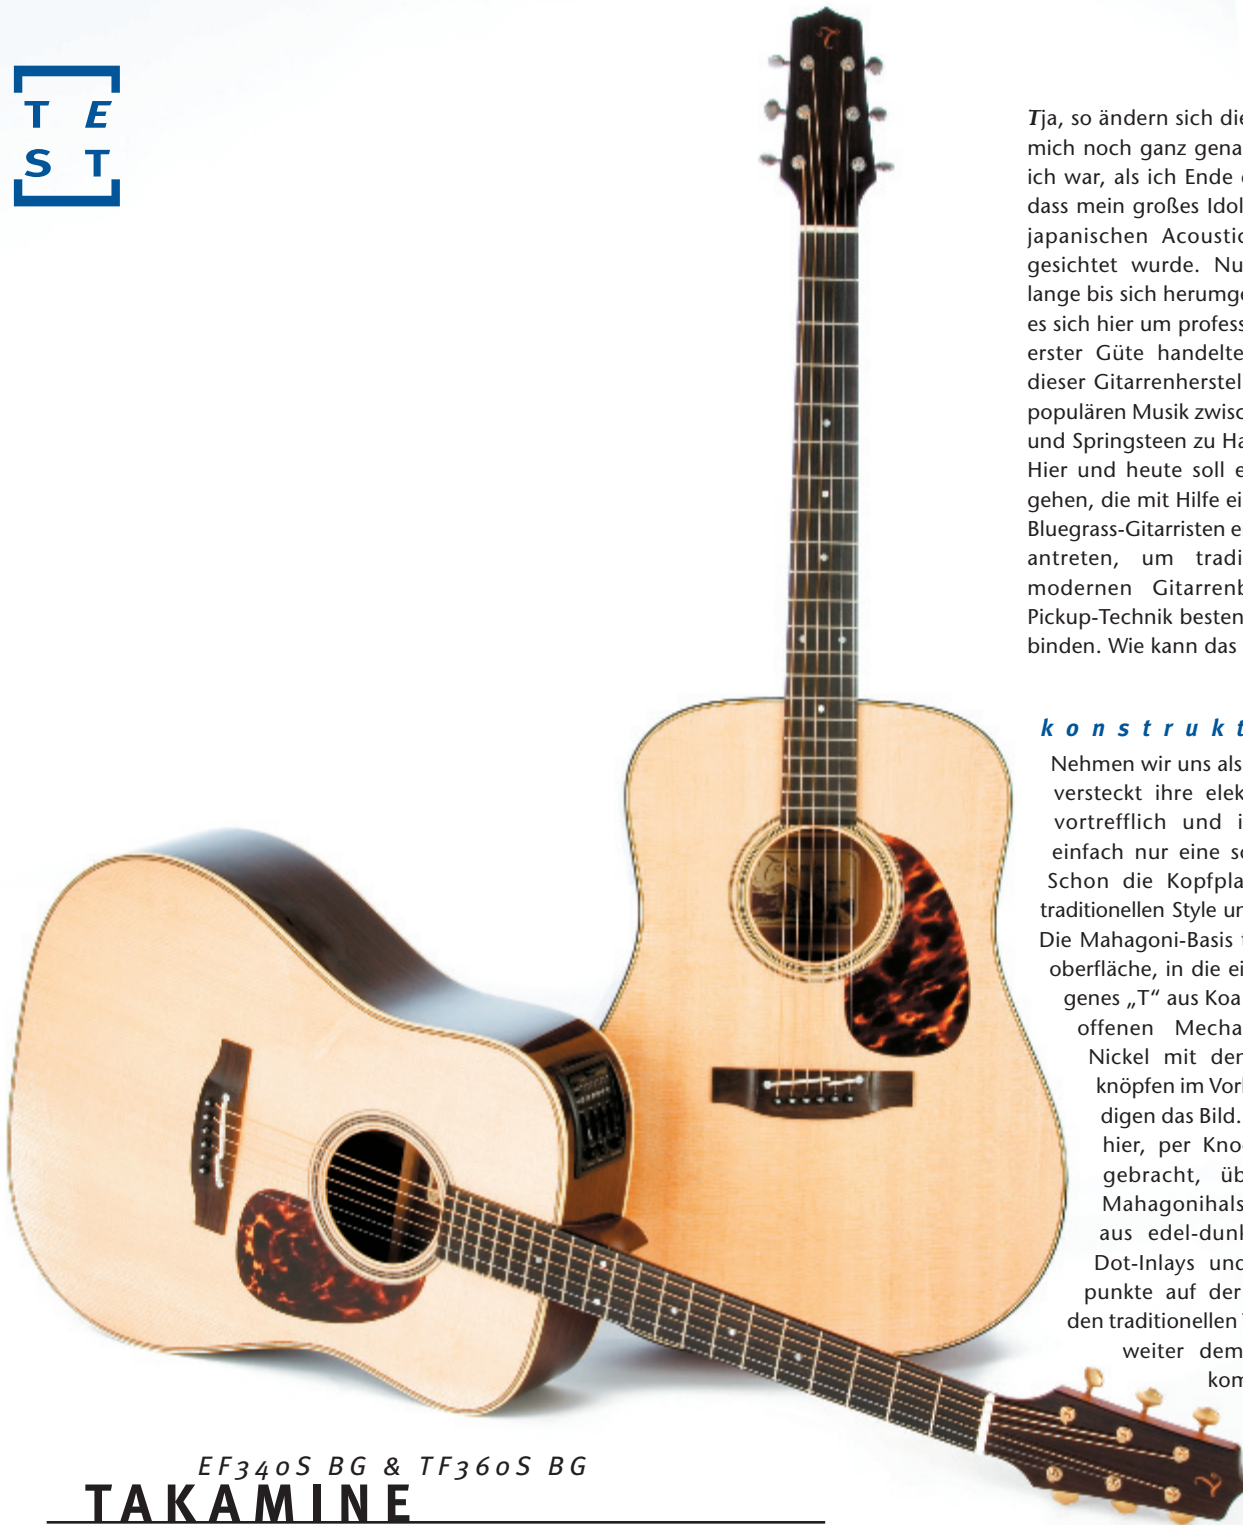 T E
S T
Tja, so ändern sich die
mich noch ganz gena
ich war, als ich Ende
dass mein großes Idol
japanischen Acoustic
gesichtet wurde. Nu
lange bis sich herumge
es sich hier um profess
erster Güte handelte
dieser Gitarrenherstel
populären Musik zwisc
und Springsteen zu Ha
Hier und heute soll e
gehen, die mit Hilfe ei
Bluegrass-Gitarristen e
antreten, um tradi
modernen Gitarrenb
Pickup-Technik besten
binden. Wie kann das
konstrukt
Nehmen wir uns als
versteckt ihre elek
vortrefflich und i
einfach nur eine sc
Schon die Kopfpla
traditionellen Style un
Die Mahagoni-Basis t
oberfläche, in die ei
genes „T“ aus Koa
offenen Mecha
Nickel mit den
knöpfen im Vorl
digen das Bild.
hier, per Kno
gebracht, üb
Mahagonihals
aus edel-dunk
Dot-Inlays und
punkte auf der
den traditionellen
weiter dem
kom
EF340S BG & TF360S BG
TAKAMINE